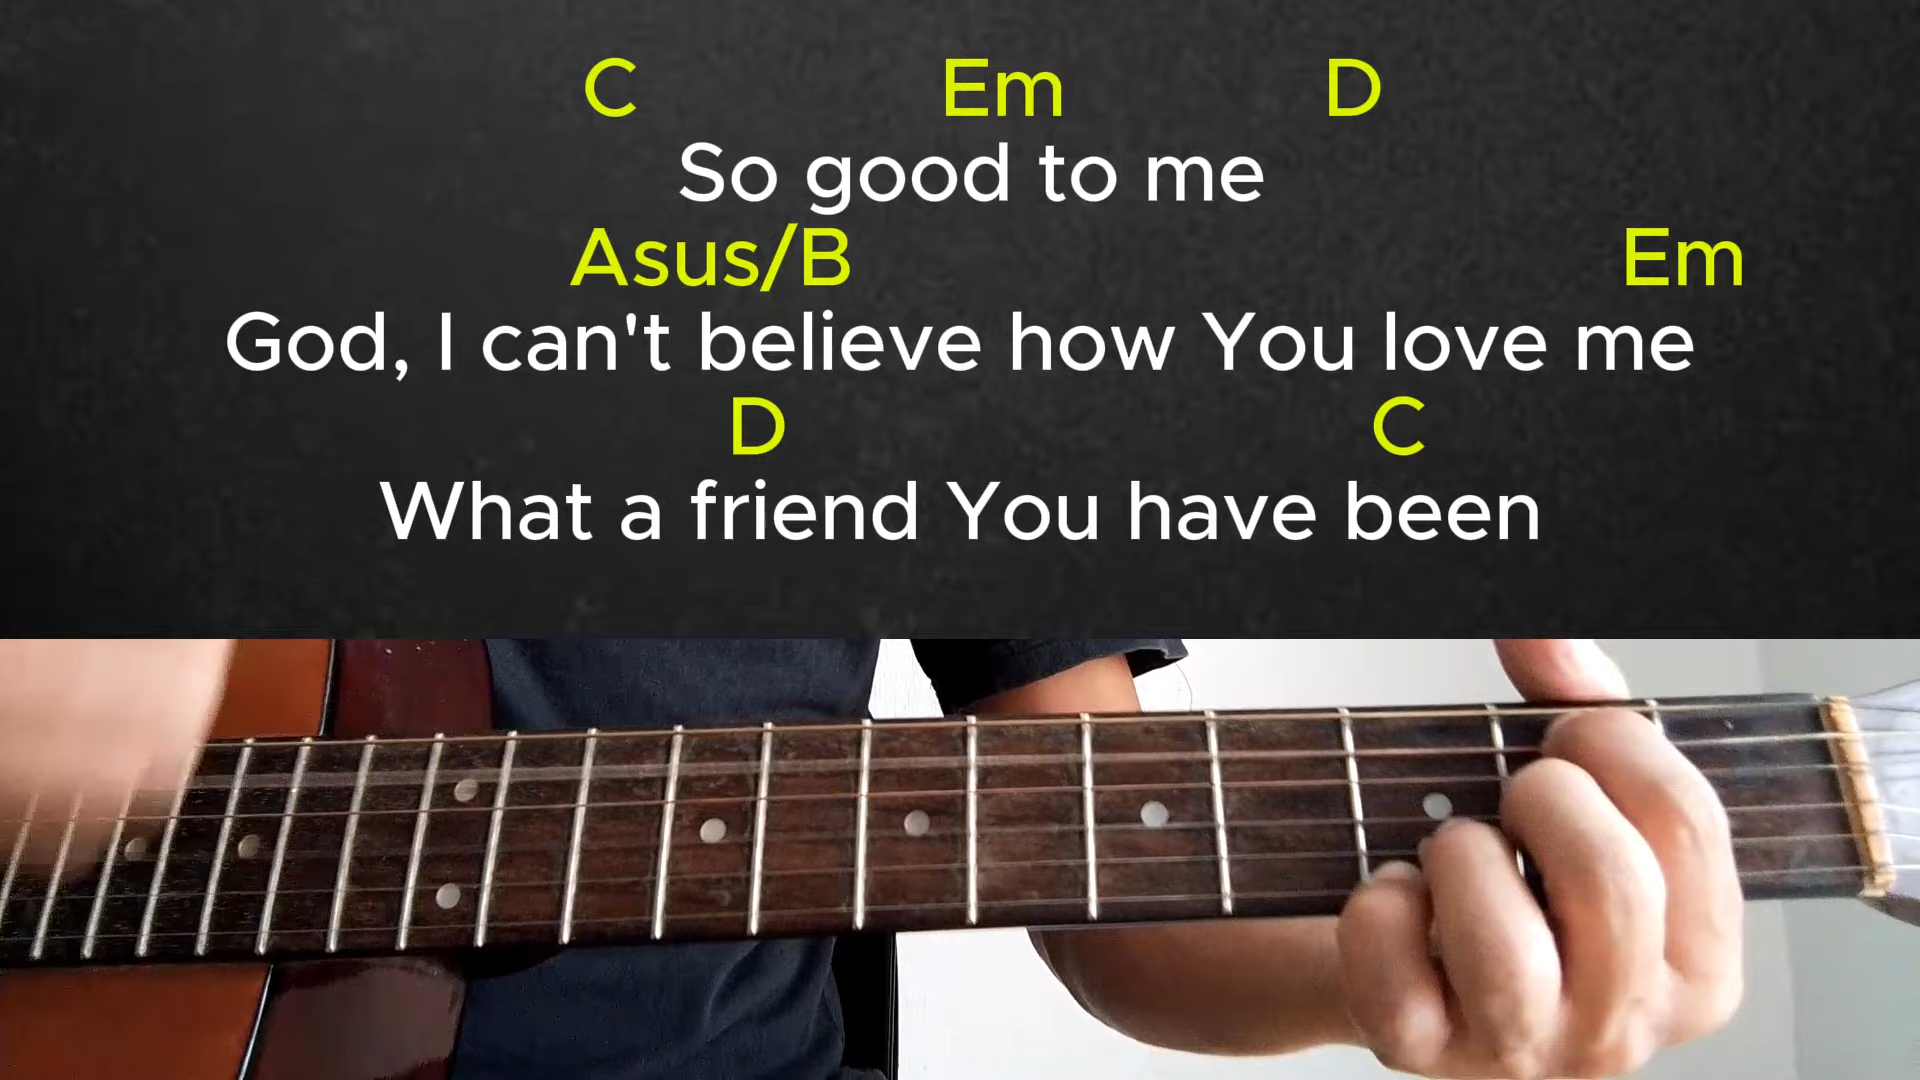 C Em D
So good to me
Asus/B Em
God, I can't believe how You love me
D C
What a friend You have been